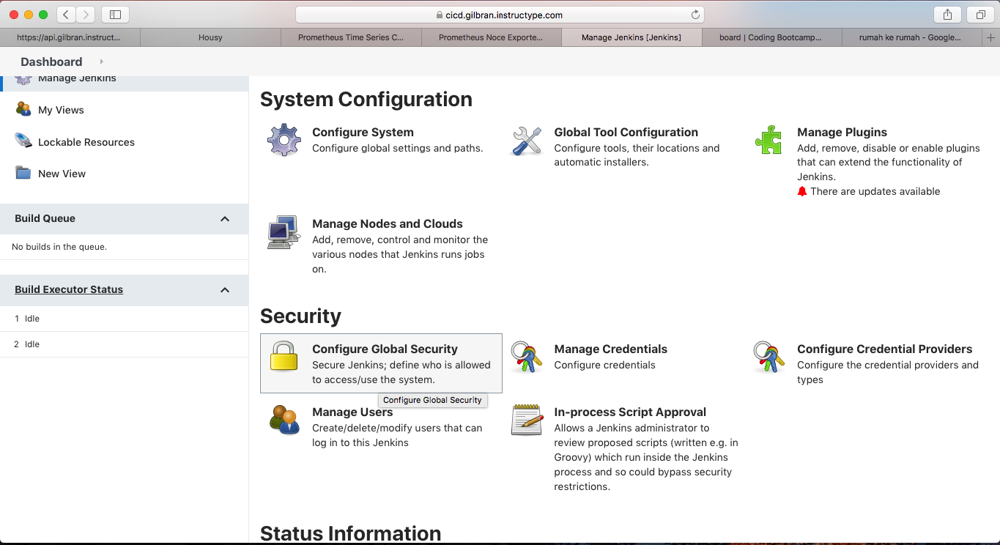 cicd.gilbran.instructype.com
https://api.gilbran.instruct...
Housy
Prometheus Time Series C...
Prometheus Noce Exporte...
Manage Jenkins [Jenkins]
board | Coding Bootcamp...
rumah ke rumah - Google...
Dashboard
Manage Jenkins
My Views
Lockable Resources
New View
Build Queue
No builds in the queue.
Build Executor Status
1 Idle
2 Idle
System Configuration
Configure System
Configure global settings and paths.
Global Tool Configuration
Configure tools, their locations and
automatic installers.
Manage Plugins
Add, remove, disable or enable plugins
that can extend the functionality of
Jenkins.
There are updates available
Manage Nodes and Clouds
Add, remove, control and monitor the
various nodes that Jenkins runs jobs
on.
Security
Configure Global Security
Secure Jenkins; define who is allowed
to access/use the system.
Configure Global Security
Manage Credentials
Configure credentials
Configure Credential Providers
Configure the credential providers and
types
Manage Users
Create/delete/modify users that can
log in to this Jenkins
In-process Script Approval
Allows a Jenkins administrator to
review proposed scripts (written e.g. in
Groovy) which run inside the Jenkins
process and so could bypass security
restrictions.
Status Information